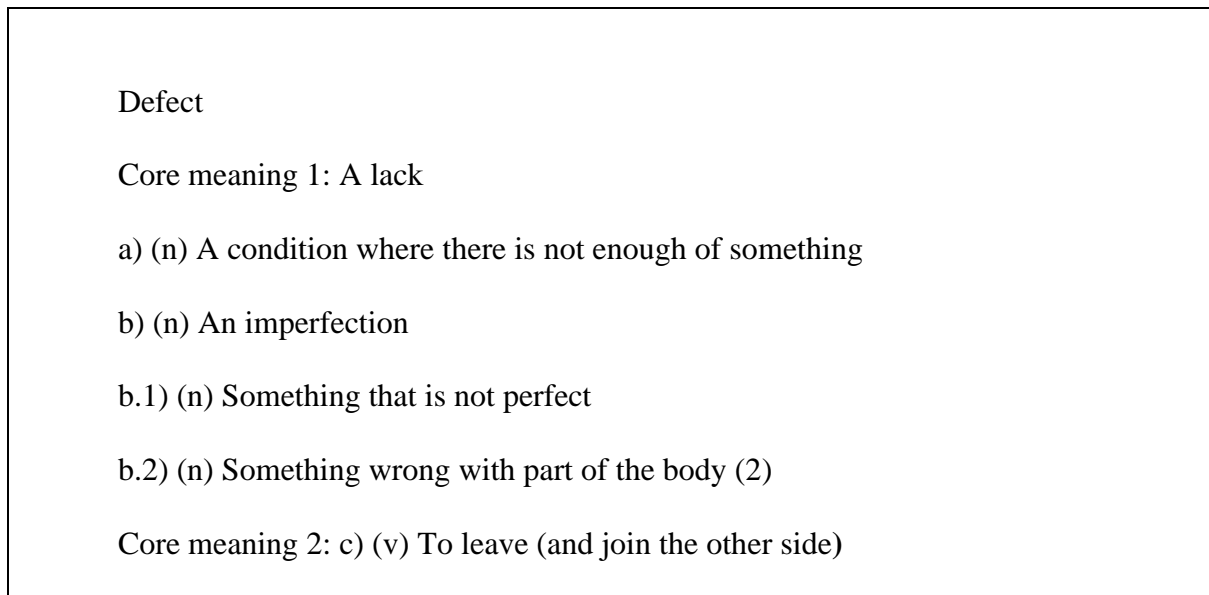 Defect
Core meaning 1: A lack
a) (n) A condition where there is not enough of something
b) (n) An imperfection
b.1) (n) Something that is not perfect
b.2) (n) Something wrong with part of the body (2)
Core meaning 2: c) (v) To leave (and join the other side)